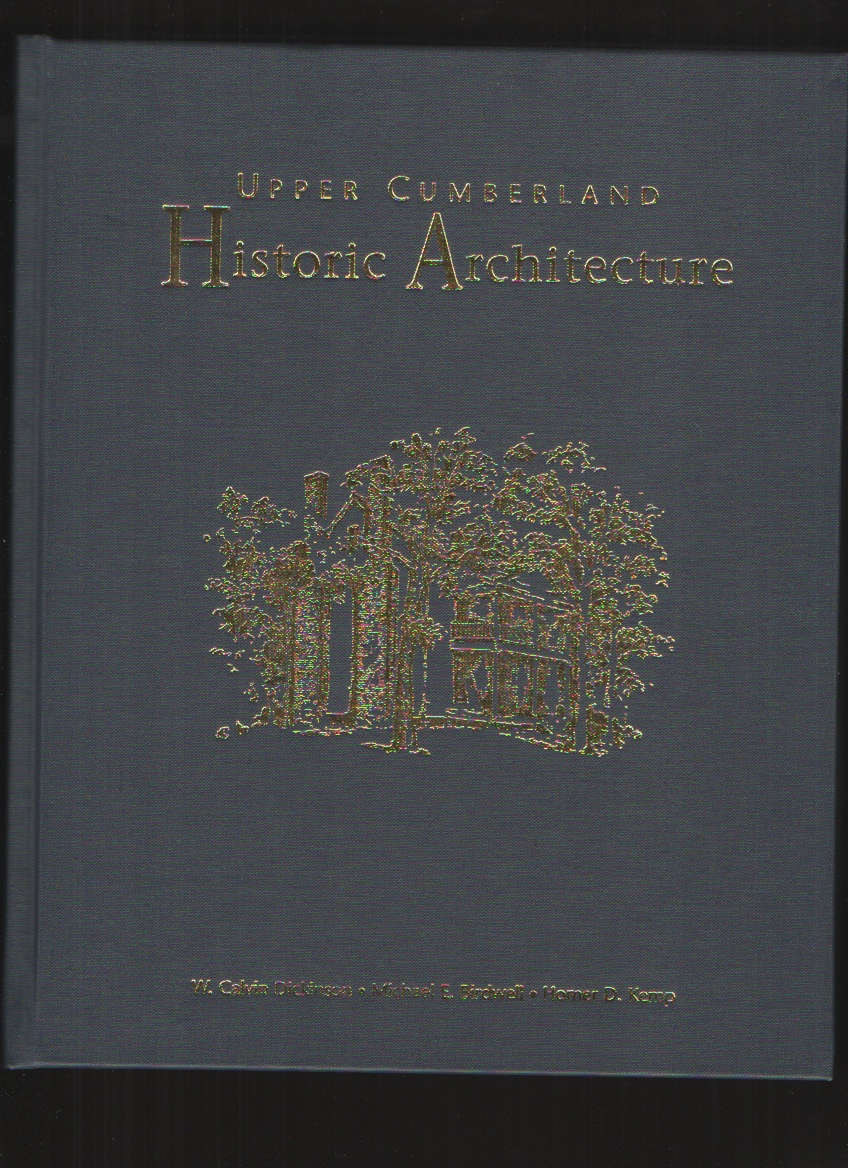 UPPER CUMBERLAND
Historic Architecture
W. Calvin Dickinson • Michael E. Birdwell • Homer D. Kemp